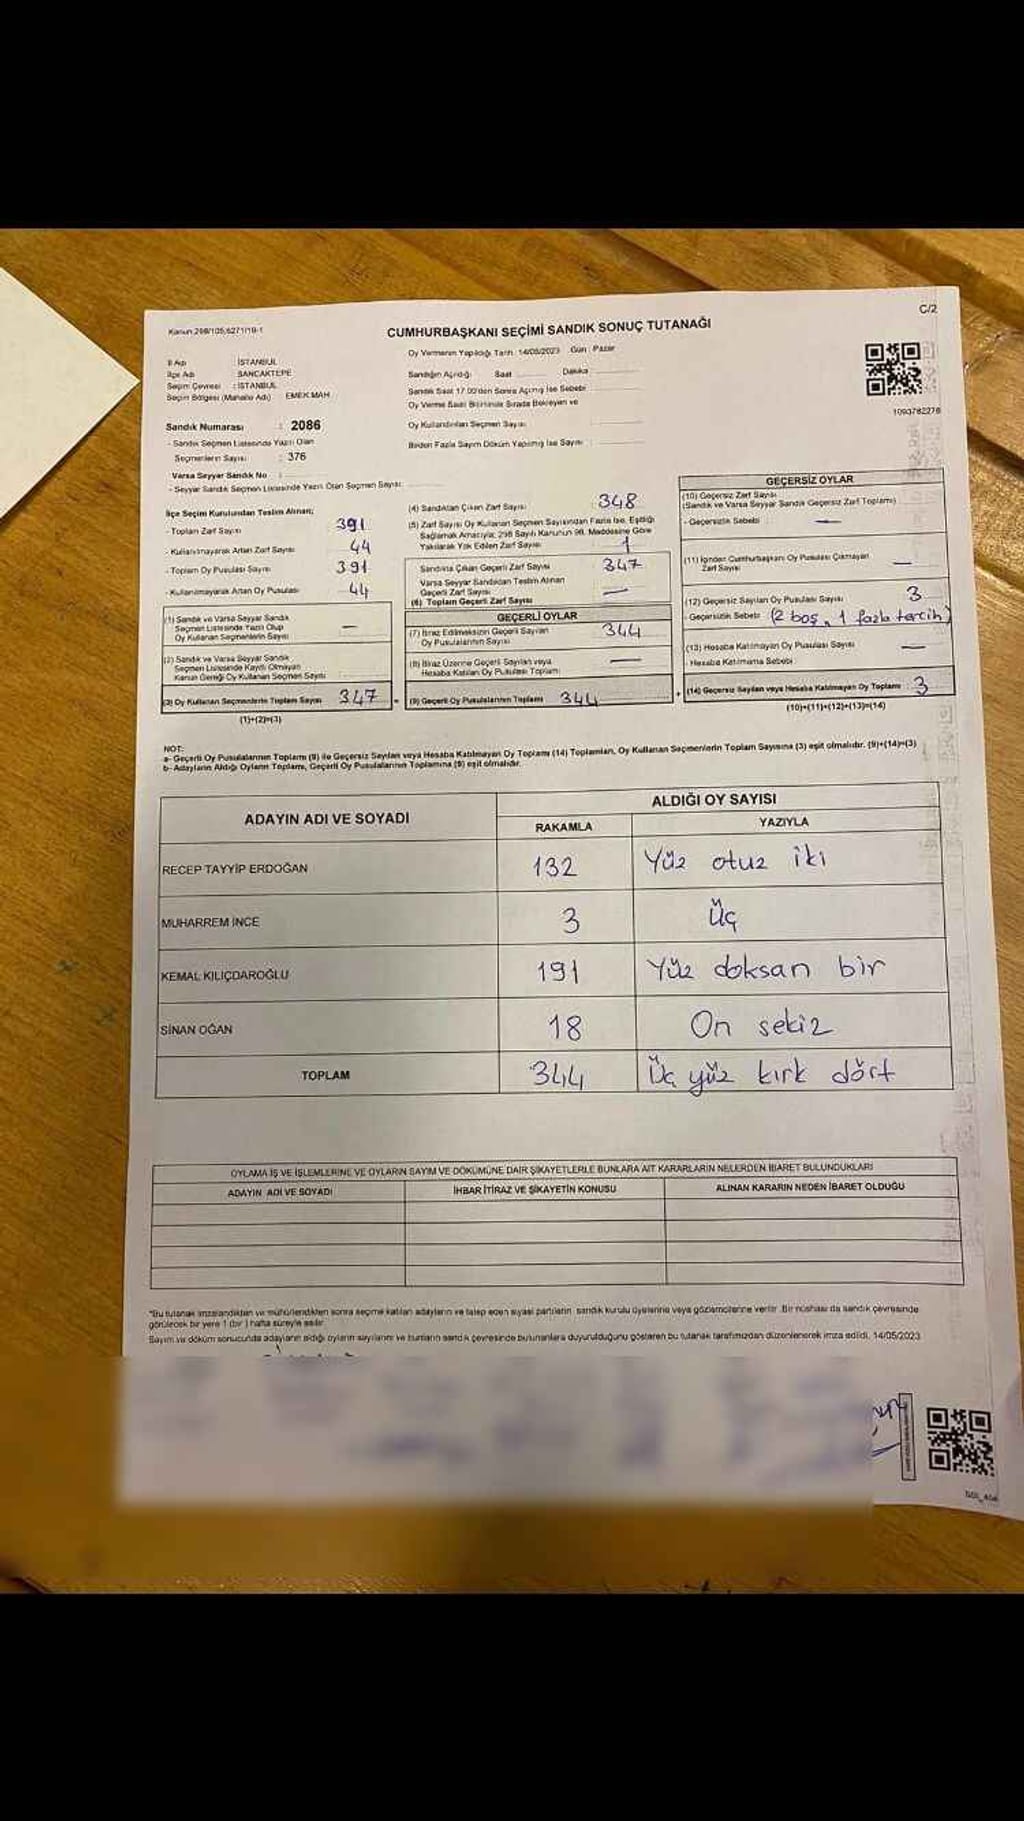 Kanun 298/105,6271/19-1
C/2
CUMHURBAŞKANI SEÇİMİ SANDIK SONUÇ TUTANAĞI
Oy Vermenin Yapıldığı Tarih: 14/05/2023 Gün: Pazar
İl Adı : İSTANBUL
İlçe Adı : SANCAKTEPE
Seçim Çevresi : İSTANBUL
Seçim Bölgesi (Mahalle Adı) EMEK MAH.
Sandığın Açıldığı: Saat Dakika
Sandık Saat 17.00'den Sonra Açılmış İse Sebebi
Oy Verme Saati Bitiminde Sırada Bekleyen ve
Oy Kullandırılan Seçmen Sayısı
Birden Fazla Sayım Döküm Yapılmış İse Sayısı :
1093782278
Sandık Numarası : 2086
- Sandık Seçmen Listesinde Yazılı Olan
Seçmenlerin Sayısı : 376
Varsa Seyyar Sandık No :
- Seyyar Sandık Seçmen Listesinde Yazılı Olan Seçmen Sayısı:
İlçe Seçim Kurulundan Teslim Alınan;
- Toplam Zarf Sayısı 391
- Kullanılmayarak Artan Zarf Sayısı 44
- Toplam Oy Pusulası Sayısı 391
- Kullanılmayarak Artan Oy Pusulası 44
(1) Sandık ve Varsa Seyyar Sandık
Seçmen Listesinde Yazılı Olup
Oy Kullanan Seçmenlerin Sayısı —
(2) Sandık ve Varsa Seyyar Sandık
Seçmen Listesinde Kaydı Olmayan
Kanun Gereği Oy Kullanan Seçmen Sayısı
(3) Oy Kullanan Seçmenlerin Toplam Sayısı 347
(1)+(2)=(3)
(4) Sandıktan Çıkan Zarf Sayısı 348
(5) Zarf Sayısı Oy Kullanan Seçmen Sayısından Fazla İse, Eşitliği
Sağlamak Amacıyla; 298 Sayılı Kanunun 98. Maddesine Göre
Yakılarak Yok Edilen Zarf Sayısı 1
Sandıkta Çıkan Geçerli Zarf Sayısı 347
Varsa Seyyar Sandıktan Teslim Alınan
Geçerli Zarf Sayısı —
(6) Toplam Geçerli Zarf Sayısı
GEÇERLİ OYLAR
(7) İtiraz Edilmeksizin Geçerli Sayılan
Oy Pusulalarının Sayısı 344
(8) İtiraz Üzerine Geçerli Sayılan veya
Hesaba Katılan Oy Pusulası Toplamı —
(9) Geçerli Oy Pusulalarının Toplamı 344
GEÇERSİZ OYLAR
(10) Geçersiz Zarf Sayısı
(Sandık ve Varsa Seyyar Sandık Geçersiz Zarf Toplamı)
- Geçersizlik Sebebi : —
(11) İçinden Cumhurbaşkanı Oy Pusulası Çıkmayan
Zarf Sayısı —
(12) Geçersiz Sayılan Oy Pusulası Sayısı 3
- Geçersizlik Sebebi: (2 boş, 1 fazla tercih)
(13) Hesaba Katılmayan Oy Pusulası Sayısı —
- Hesaba Katılmama Sebebi
(14) Geçersiz Sayılan veya Hesaba Katılmayan Oy Toplamı : 3
(10)+(11)+(12)+(13)=(14)
NOT:
a- Geçerli Oy Pusulalarının Toplamı (9) ile Geçersiz Sayılan veya Hesaba Katılmayan Oy Toplamı (14) Toplamları, Oy Kullanan Seçmenlerin Toplam Sayısına (3) eşit olmalıdır. (9)+(14)=(3)
b- Adayların Aldığı Oyların Toplamı, Geçerli Oy Pusulalarının Toplamına (9) eşit olmalıdır.
ADAYIN ADI VE SOYADI
ALDIĞI OY SAYISI
RAKAMLA YAZIYLA
RECEP TAYYİP ERDOĞAN 132 Yüz otuz iki
MUHARREM İNCE 3 Üç
KEMAL KILIÇDAROĞLU 191 Yüz doksan bir
SİNAN OĞAN 18 On sekiz
TOPLAM 344 Üç yüz kırk dört
OYLAMA İŞ VE İŞLEMLERİNE VE OYLARIN SAYIM VE DÖKÜMÜNE DAİR ŞİKAYETLERLE BUNLARA AİT KARARLARIN NELERDEN İBARET BULUNDUKLARI
ADAYIN ADI VE SOYADI İHBAR İTİRAZ VE ŞİKAYETİN KONUSU ALINAN KARARIN NEDEN İBARET OLDUĞU
*Bu tutanak imzalandıktan ve mühürlendikten sonra seçime katılan adayların ve talep eden siyasi partilerin sandık kurulu üyelerine veya gözlemcilerine verilir. Bir nüshası da sandık çevresinde
görülecek bir yere 1 (bir) hafta süreyle asılır.
Sayım ve döküm sonucunda adayların aldığı oyların sayılarını ve bunların sandık çevresinde bulunanlara duyurulduğunu gösteren bu tutanak tarafımızdan düzenlenerek imza edildi. 14/05/2023